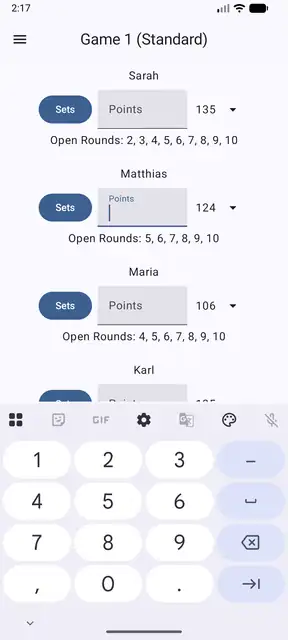 2:17
Game 1 (Standard)
Sarah
Sets Points 135
Open Rounds: 2, 3, 4, 5, 6, 7, 8, 9, 10
Matthias
Sets Points 124
Open Rounds: 5, 6, 7, 8, 9, 10
Maria
Sets Points 106
Open Rounds: 4, 5, 6, 7, 8, 9, 10
Karl
GIF
1 2 3 –
4 5 6
7 8 9
, 0 .